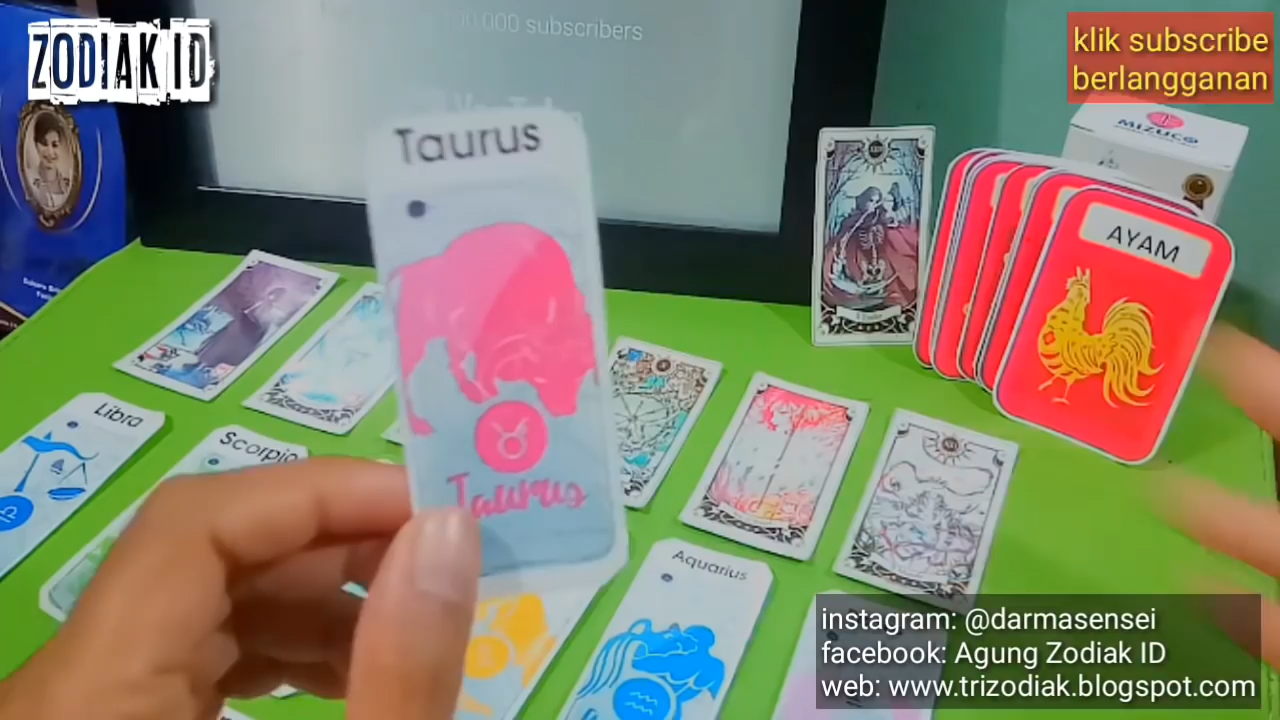 ZODIAK ID
klik subscribe
berlangganan
subscribers
Taurus
MIZUCO
AYAM
Taurus
Libra
Scorpio
Aquarius
instagram: @darmasensei
facebook: Agung Zodiak ID
web: www.trizodiak.blogspot.com